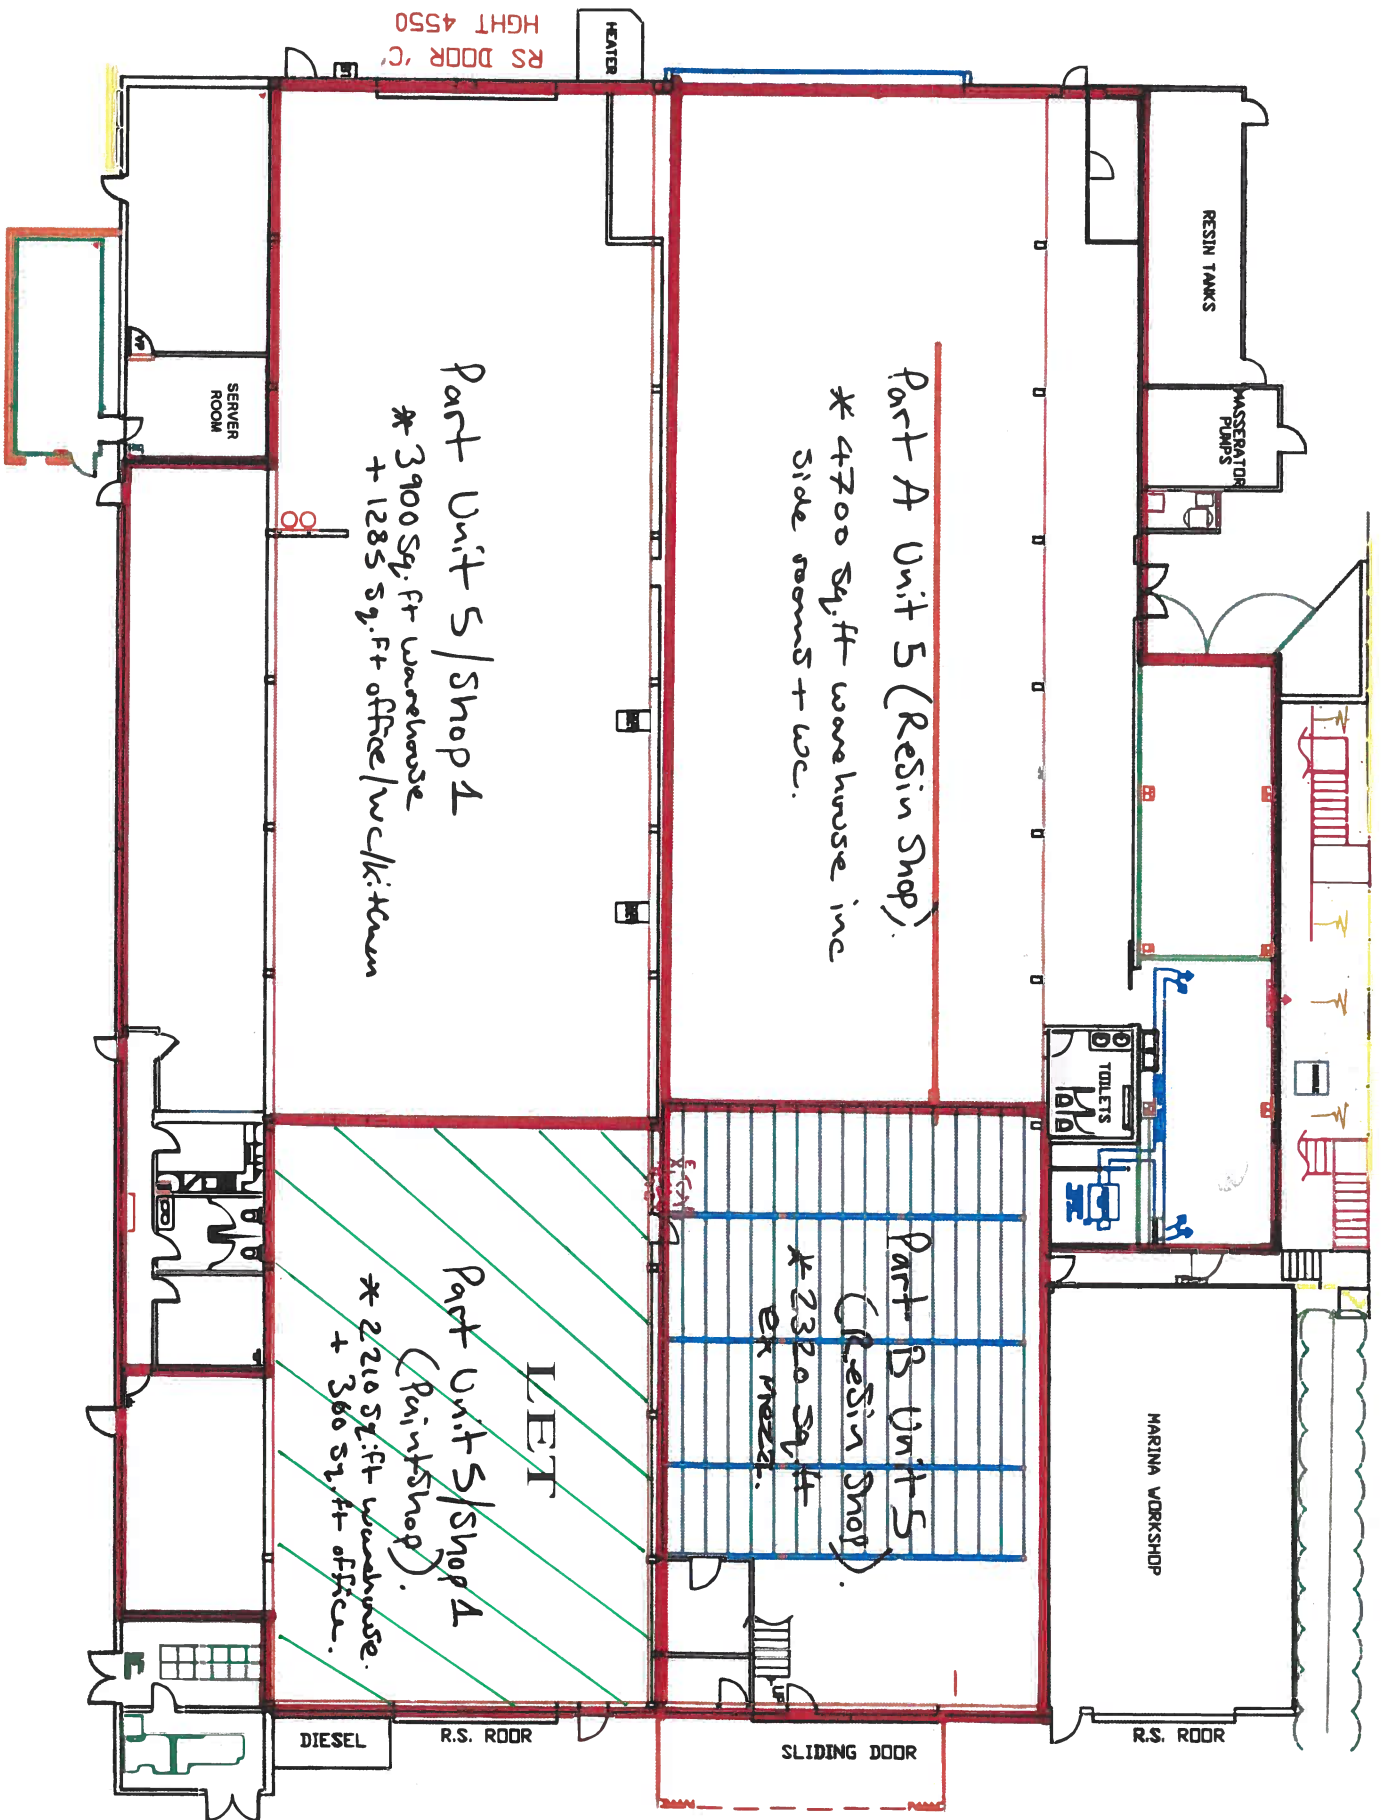 RS DOOR 'C'
HGHT 4550
HEATER
RESIN TANKS
MASSERATOR
PUMPS
SERVER
ROOM
Part A Unit 5 (Resin Shop).
* 4700 Sq.ft warehouse inc
Side rooms + WC.
Part Unit 5/Shop 1
* 3900 Sq.ft warehouse
+ 1285 Sq.ft office/WC/Kitchen
TOILETS
Part B Unit 5
(Resin Shop).
* 2320 Sq.ft
ex mezz.
UP
LET
Part Unit 5/Shop 1
(Paint Shop).
* 2210 Sq.ft warehouse.
+ 360 Sq.ft office.
MARINA WORKSHOP
DIESEL
R.S. ROOR
SLIDING DOOR
R.S. ROOR